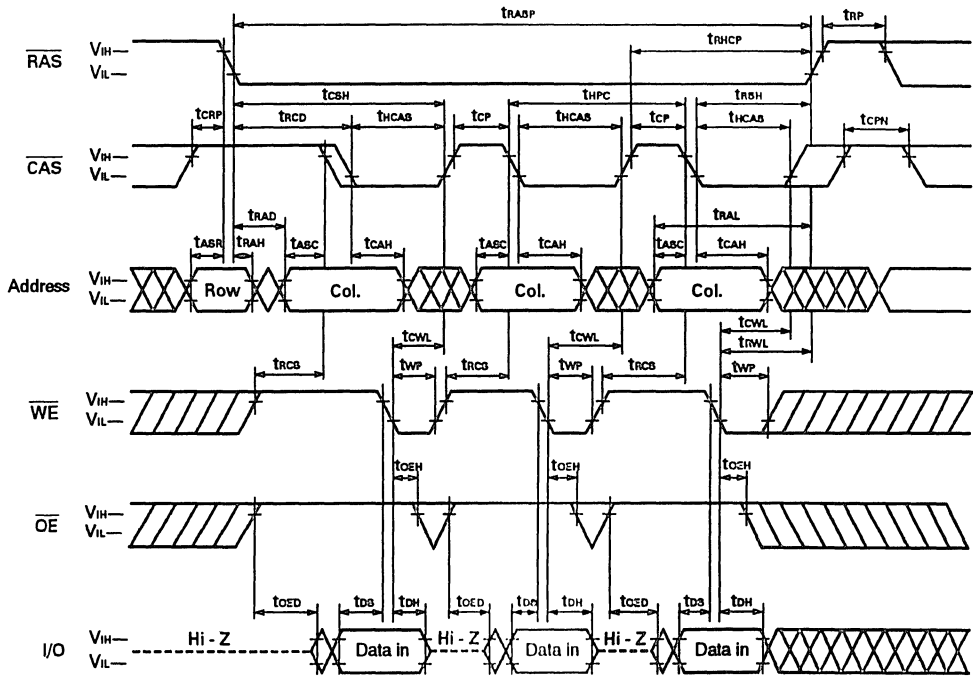 tRASP tRP
tRHCP
RAS VIH
VIL
tCSH tHPC tRSH
tCRP tRCD tHCAS tCP tHCAS tCP tHCAS tCPN
CAS VIH
VIL
tRAD tRAL
tASR tRAH tASC tCAH tASC tCAH tASC tCAH
Address VIH
VIL
Row Col. Col. Col.
tCWL tCWL tCWL
tRWL
tRCS tWP tRCS tWP tRCS tWP
WE VIH
VIL
tOEH tOEH tOEH
OE VIH
VIL
tOED tDS tDH tOED tDS tDH tOED tDS tDH
I/O VIH
VIL
Hi - Z Data in Hi - Z Data in Hi - Z Data in